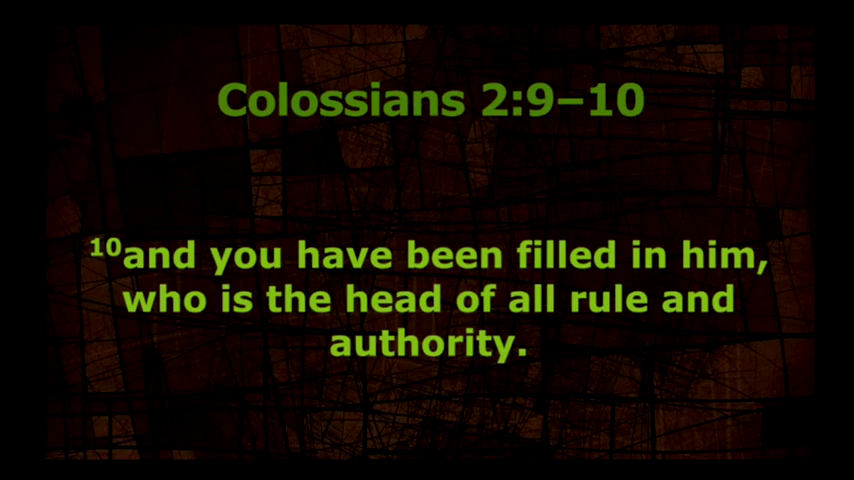 Colossians 2:9–10
10and you have been filled in him,
who is the head of all rule and
authority.